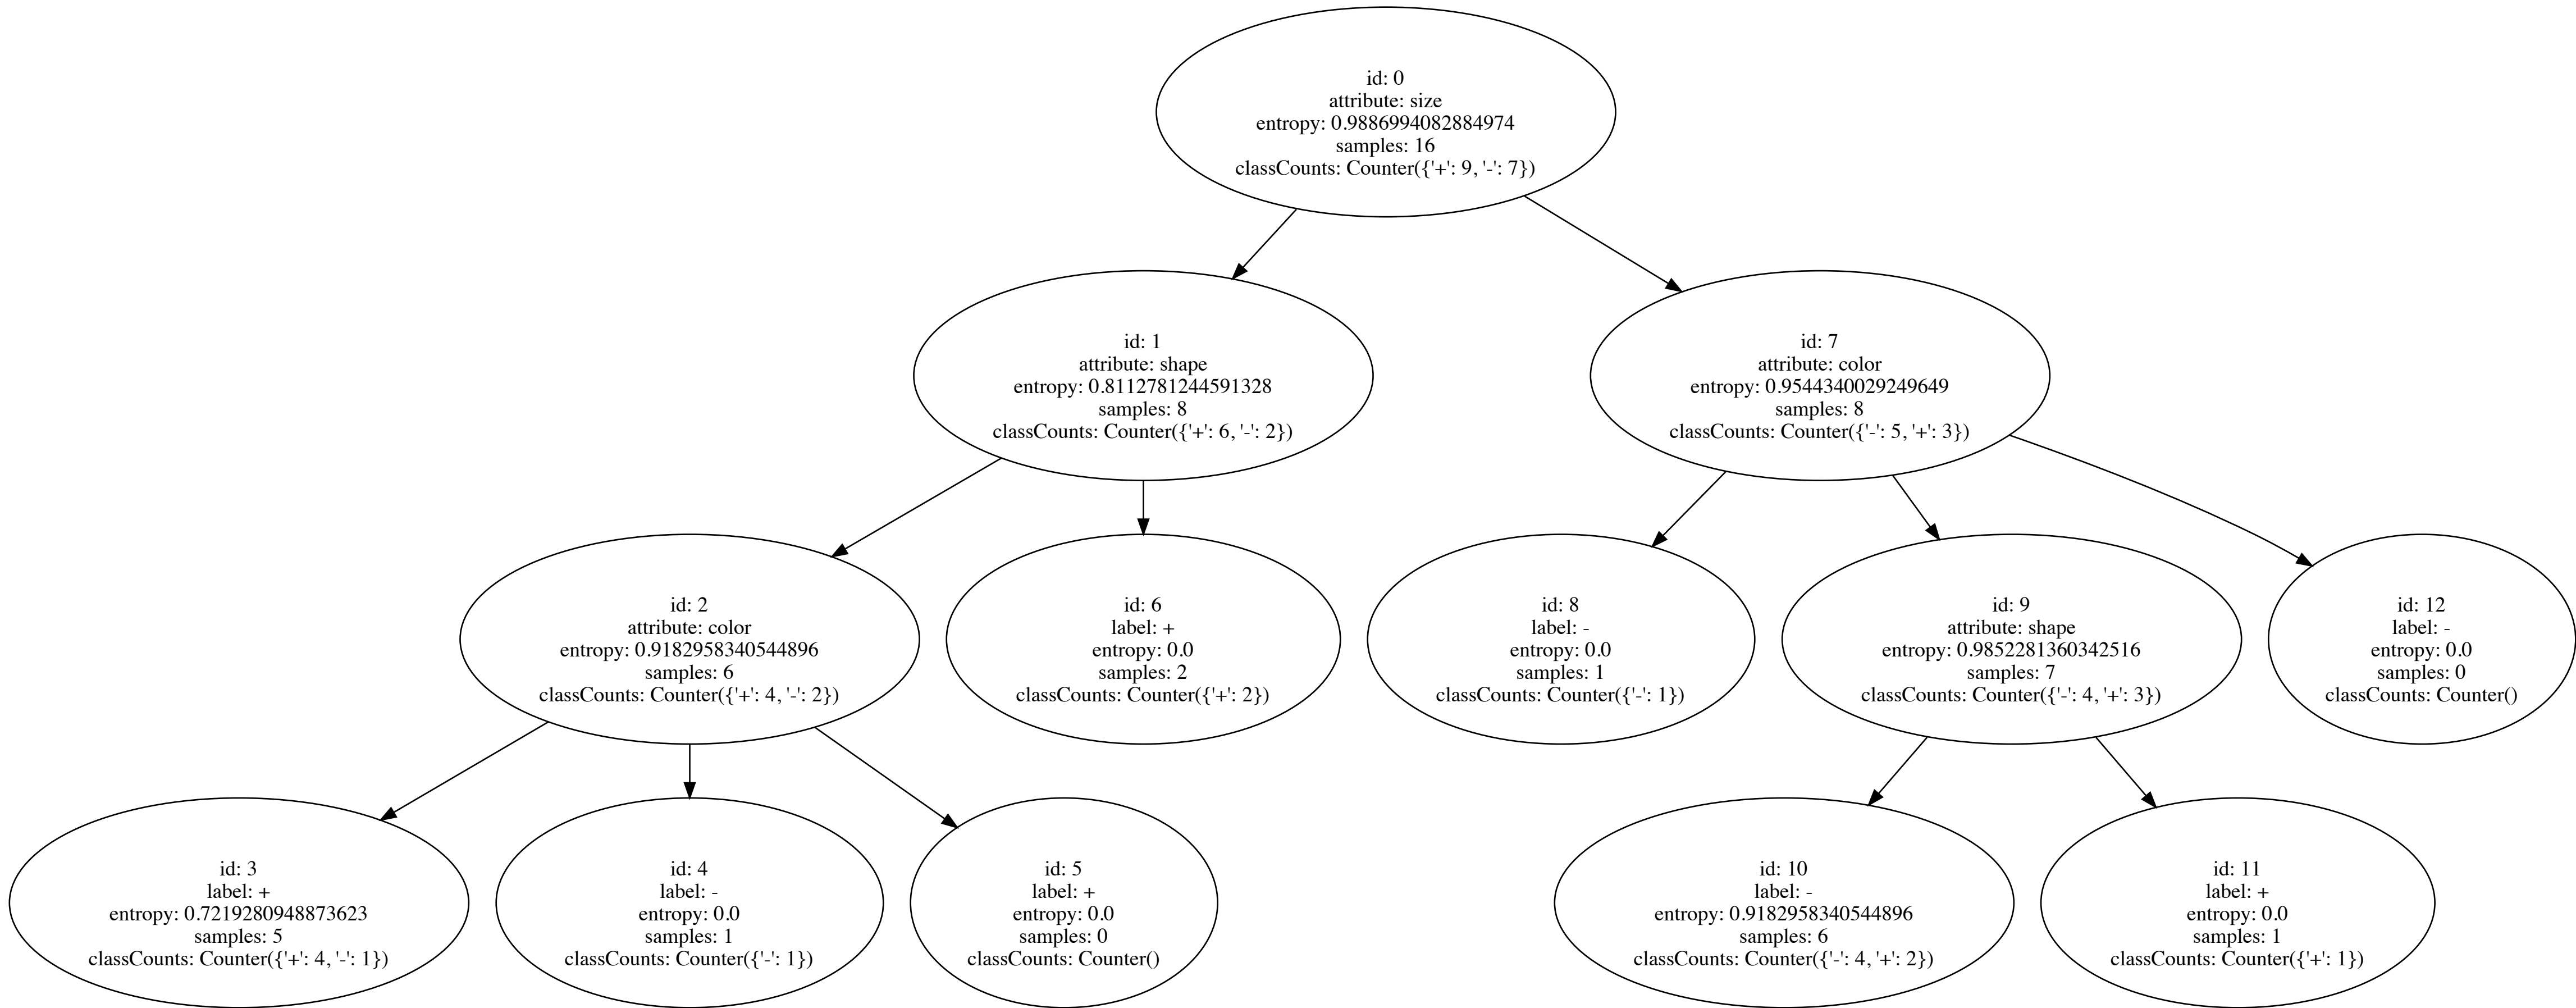 id: 0
attribute: size
entropy: 0.9886994082884974
samples: 16
classCounts: Counter({'+': 9, '-': 7})
id: 1
attribute: shape
entropy: 0.8112781244591328
samples: 8
classCounts: Counter({'+': 6, '-': 2})
id: 7
attribute: color
entropy: 0.9544340029249649
samples: 8
classCounts: Counter({'-': 5, '+': 3})
id: 2
attribute: color
entropy: 0.9182958340544896
samples: 6
classCounts: Counter({'+': 4, '-': 2})
id: 6
label: +
entropy: 0.0
samples: 2
classCounts: Counter({'+': 2})
id: 8
label: -
entropy: 0.0
samples: 1
classCounts: Counter({'-': 1})
id: 9
attribute: shape
entropy: 0.9852281360342516
samples: 7
classCounts: Counter({'-': 4, '+': 3})
id: 12
label: -
entropy: 0.0
samples: 0
classCounts: Counter()
id: 3
label: +
entropy: 0.7219280948873623
samples: 5
classCounts: Counter({'+': 4, '-': 1})
id: 4
label: -
entropy: 0.0
samples: 1
classCounts: Counter({'-': 1})
id: 5
label: +
entropy: 0.0
samples: 0
classCounts: Counter()
id: 10
label: -
entropy: 0.9182958340544896
samples: 6
classCounts: Counter({'-': 4, '+': 2})
id: 11
label: +
entropy: 0.0
samples: 1
classCounts: Counter({'+': 1})